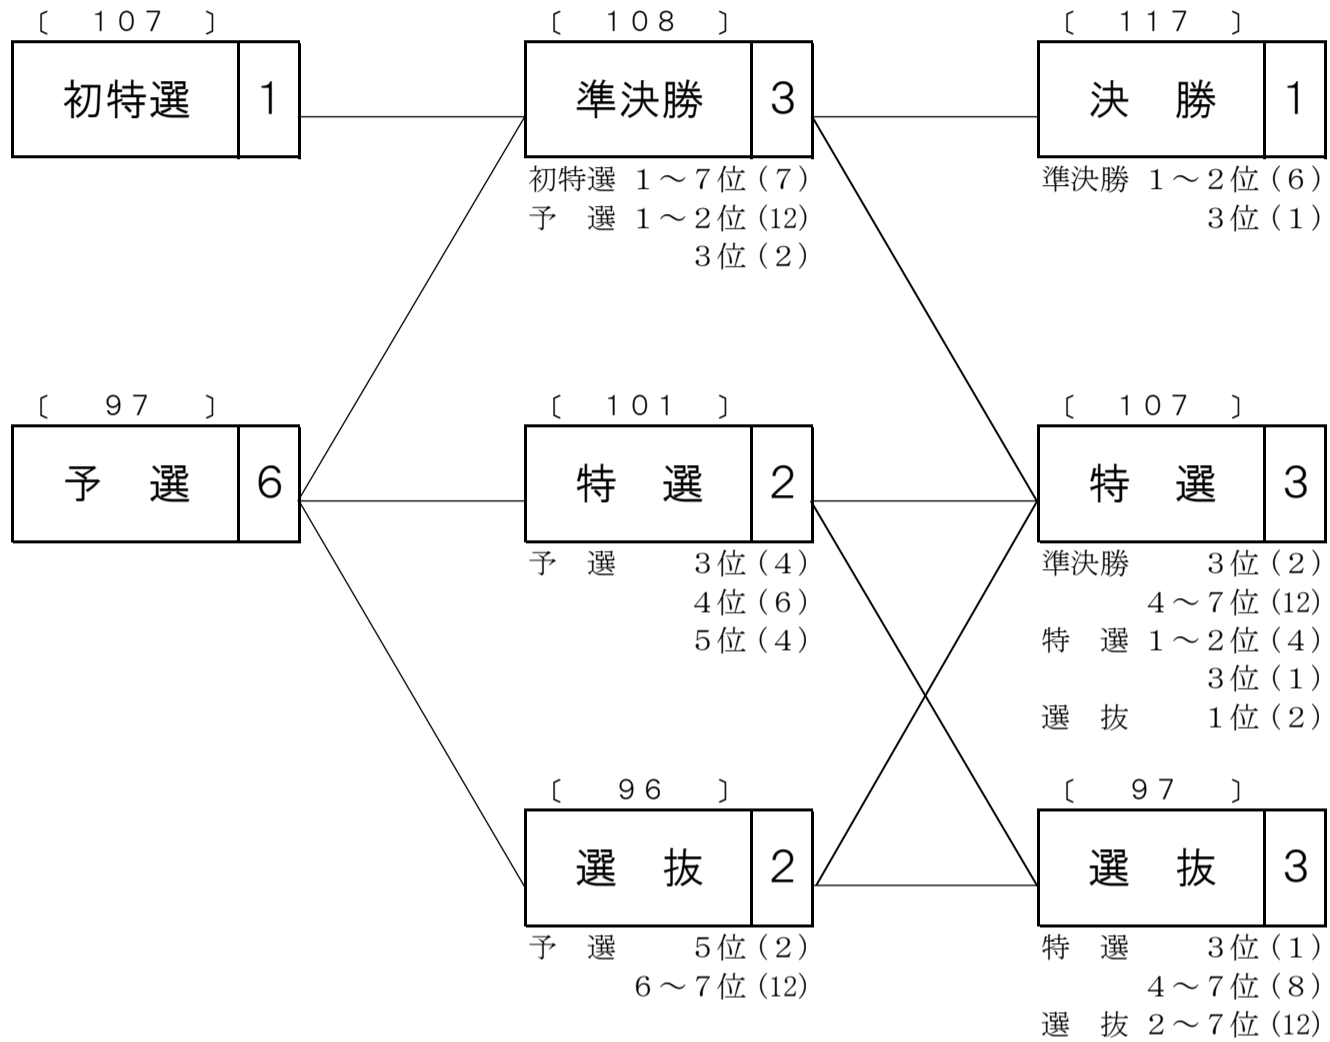 〔　１０７　〕
初特選 1
〔　１０８　〕
準決勝 3
初特選 １～７位（７）
予　選 １～２位（12）
３位（２）
〔　１１７　〕
決　勝 1
準決勝 １～２位（６）
３位（１）
〔　９７　〕
予　選 6
〔　１０１　〕
特　選 2
予　選　３位（４）
４位（６）
５位（４）
〔　１０７　〕
特　選 3
準決勝　３位（２）
４～７位（12）
特　選 １～２位（４）
３位（１）
選　抜　１位（２）
〔　９６　〕
選　抜 2
予　選　５位（２）
６～７位（12）
〔　９７　〕
選　抜 3
特　選　３位（１）
４～７位（８）
選　抜 ２～７位（12）